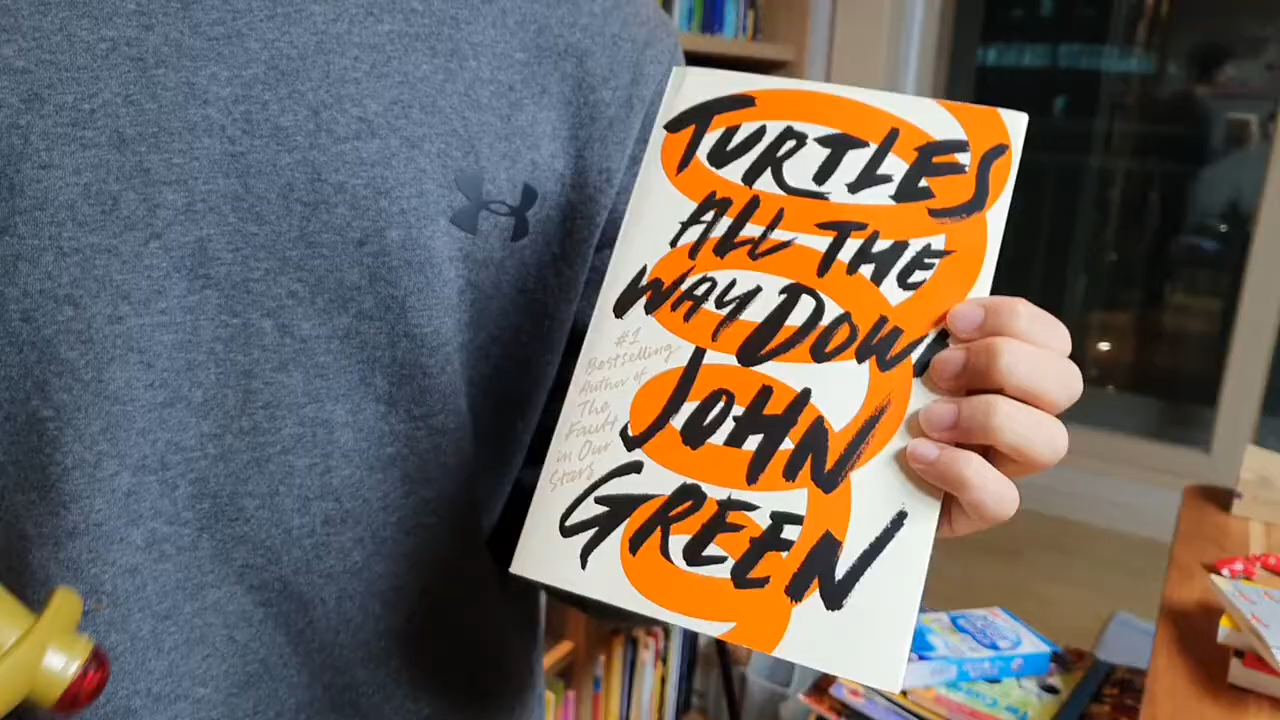 TURTLES
ALL THE
WAY DOWN
#1
Bestselling
Author of
The
Fault
in Our
Stars
JOHN
GREEN